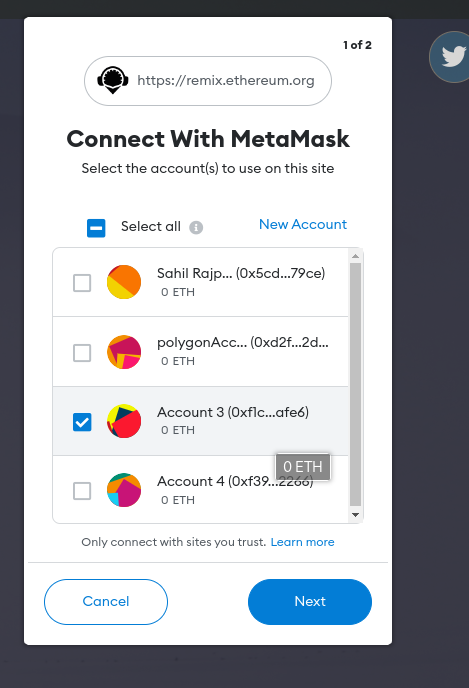 1 of 2
https://remix.ethereum.org
Connect With MetaMask
Select the account(s) to use on this site
Select all
New Account
Sahil Rajp... (0x5cd...79ce)
0 ETH
polygonAcc... (0xd2f...2d...
0 ETH
Account 3 (0xf1c...afe6)
0 ETH
0 ETH
Account 4 (0xf39...2266)
0 ETH
Only connect with sites you trust. Learn more
Cancel
Next